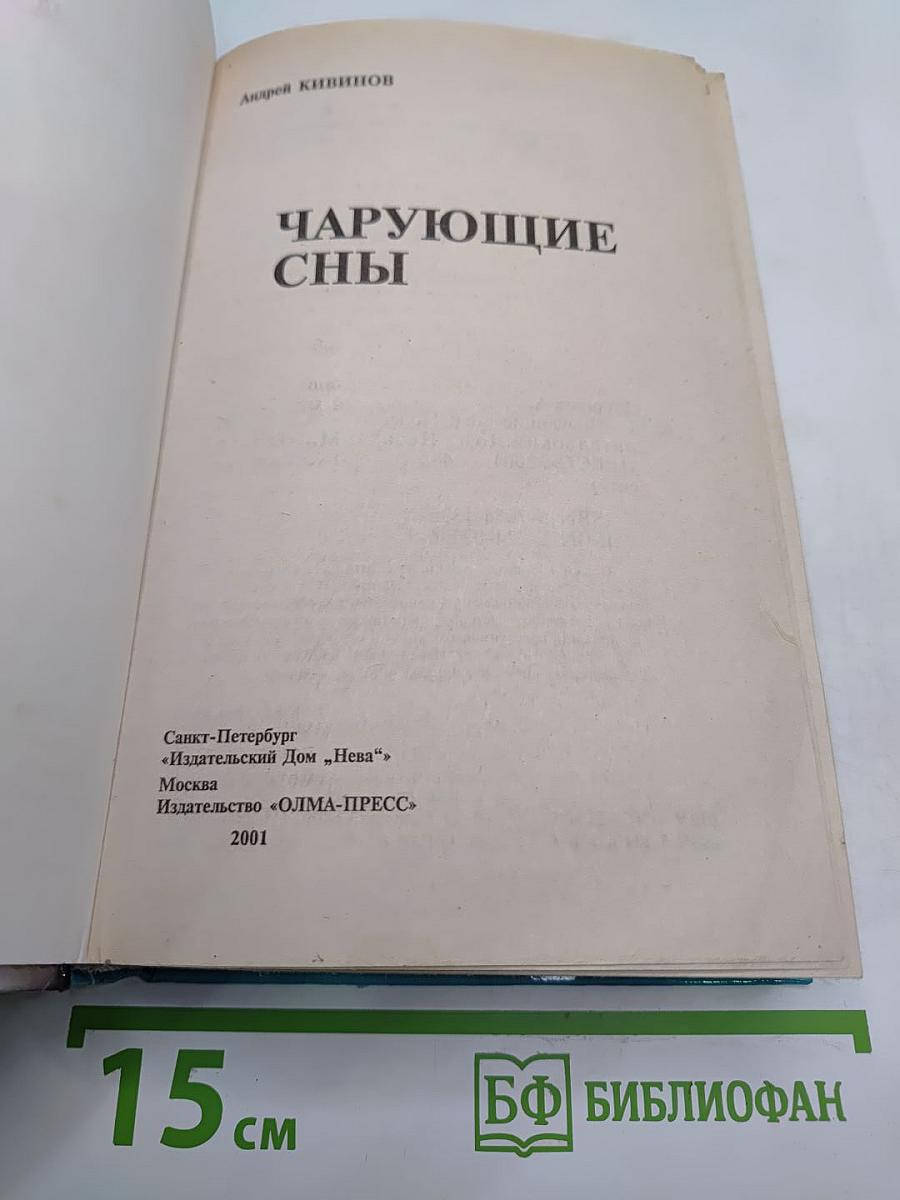 Андрей КИВИНОВ
ЧАРУЮЩИЕ
СНЫ
Санкт-Петербург
«Издательский Дом „Нева“»
Москва
Издательство «ОЛМА-ПРЕСС»
2001
15 см
БФ БИБЛИОФАН